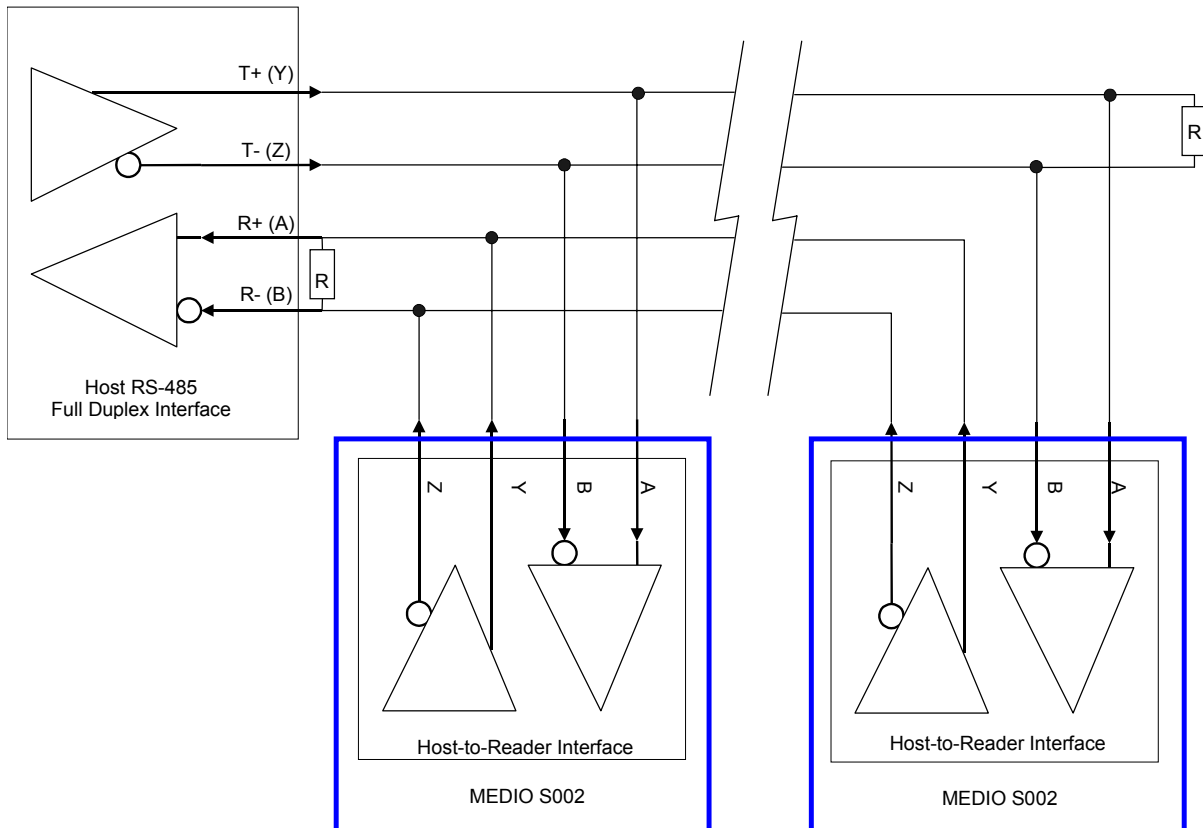 T+ (Y)
T- (Z)
R
R+ (A)
R
R- (B)
Host RS-485
Full Duplex Interface
Z
Y
B
A
Z
Y
B
A
Host-to-Reader Interface
Host-to-Reader Interface
MEDIO S002
MEDIO S002